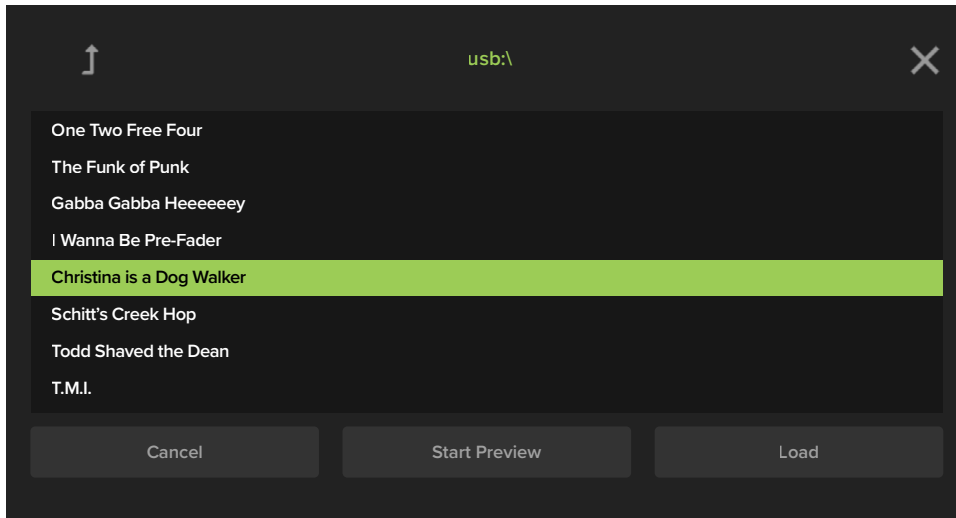 usb:\
One Two Free Four
The Funk of Punk
Gabba Gabba Heeeeeey
I Wanna Be Pre-Fader
Christina is a Dog Walker
Schitt’s Creek Hop
Todd Shaved the Dean
T.M.I.
Cancel
Start Preview
Load